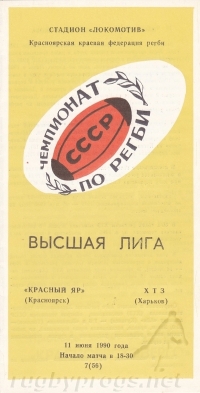 СТАДИОН «ЛОКОМОТИВ»
Красноярская краевая федерация регби
ЧЕМПИОНАТ
СССР
ПО РЕГБИ
ВЫСШАЯ ЛИГА
«КРАСНЫЙ ЯР» ХТЗ
(Красноярск) (Харьков)
11 июня 1990 года
Начало матча в 18-30
7(56)
rugbyprogs.net